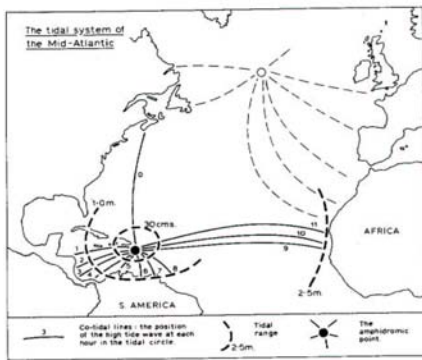 The tidal system of
the Mid-Atlantic
0
1·0m.
30cms.
11
10
9
1
2
3
4
5
6
7
8
AFRICA
S. AMERICA
2·5m.
3
Co-tidal lines : the position
of the high tide wave at each
hour in the tidal circle.
Tidal
range
2·5m.
The
amphidromic
point.